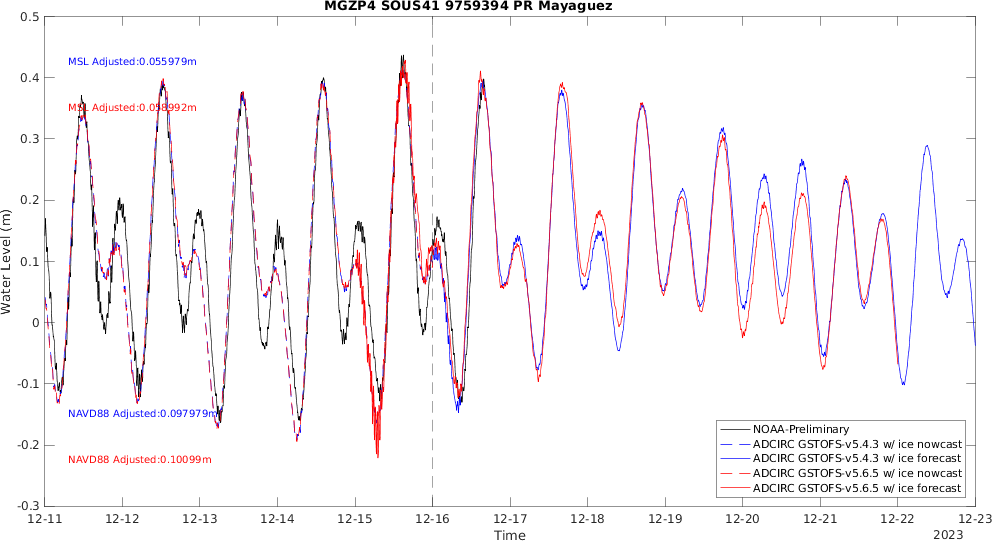 MGZP4 SOUS41 9759394 PR Mayaguez
0.5
0.4
0.3
0.2
0.1
0
-0.1
-0.2
-0.3
Water Level (m)
MSL Adjusted:0.055979m
MSL Adjusted:0.058992m
NAVD88 Adjusted:0.097979m
NAVD88 Adjusted:0.10099m
NOAA-Preliminary
ADCIRC GSTOFS-v5.4.3 w/ ice nowcast
ADCIRC GSTOFS-v5.4.3 w/ ice forecast
ADCIRC GSTOFS-v5.6.5 w/ ice nowcast
ADCIRC GSTOFS-v5.6.5 w/ ice forecast
12-11 12-12 12-13 12-14 12-15 12-16 12-17 12-18 12-19 12-20 12-21 12-22 12-23
Time
2023